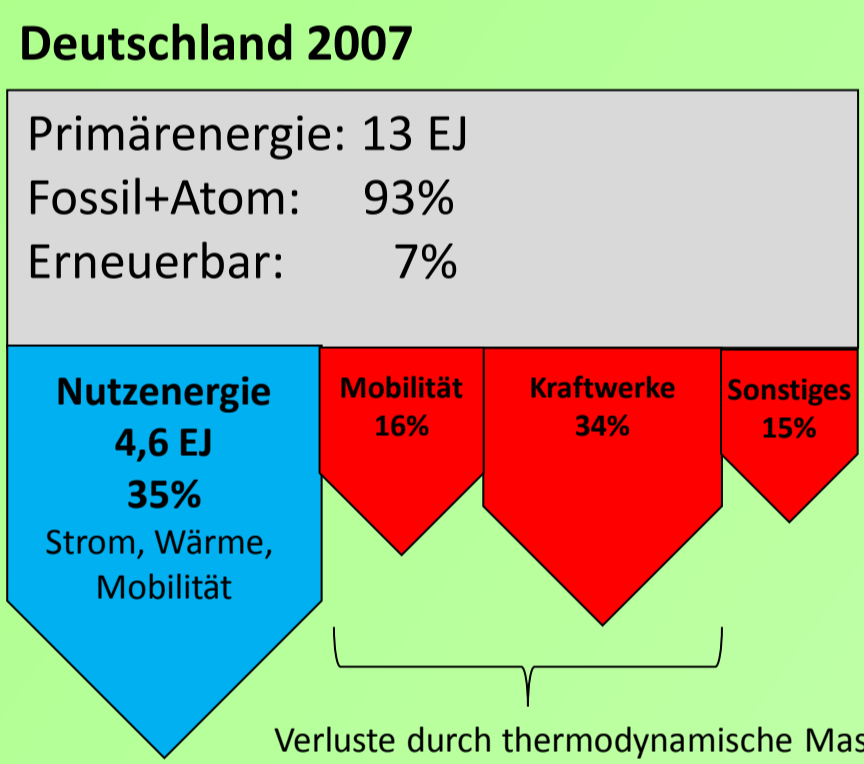 Deutschland 2007
Primärenergie: 13 EJ
Fossil+Atom: 93%
Erneuerbar: 7%
Nutzenergie
4,6 EJ
35%
Strom, Wärme,
Mobilität
Mobilität
16%
Kraftwerke
34%
Sonstiges
15%
Verluste durch thermodynamische Mas